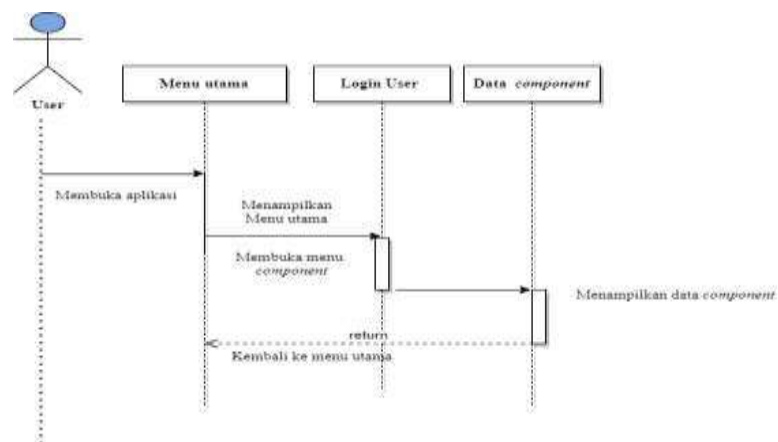 User
Menu utama
Login User
Data component
Membuka aplikasi
Menampilkan
Menu utama
Membuka menu
component
Menampilkan data component
return
Kembali ke menu utama